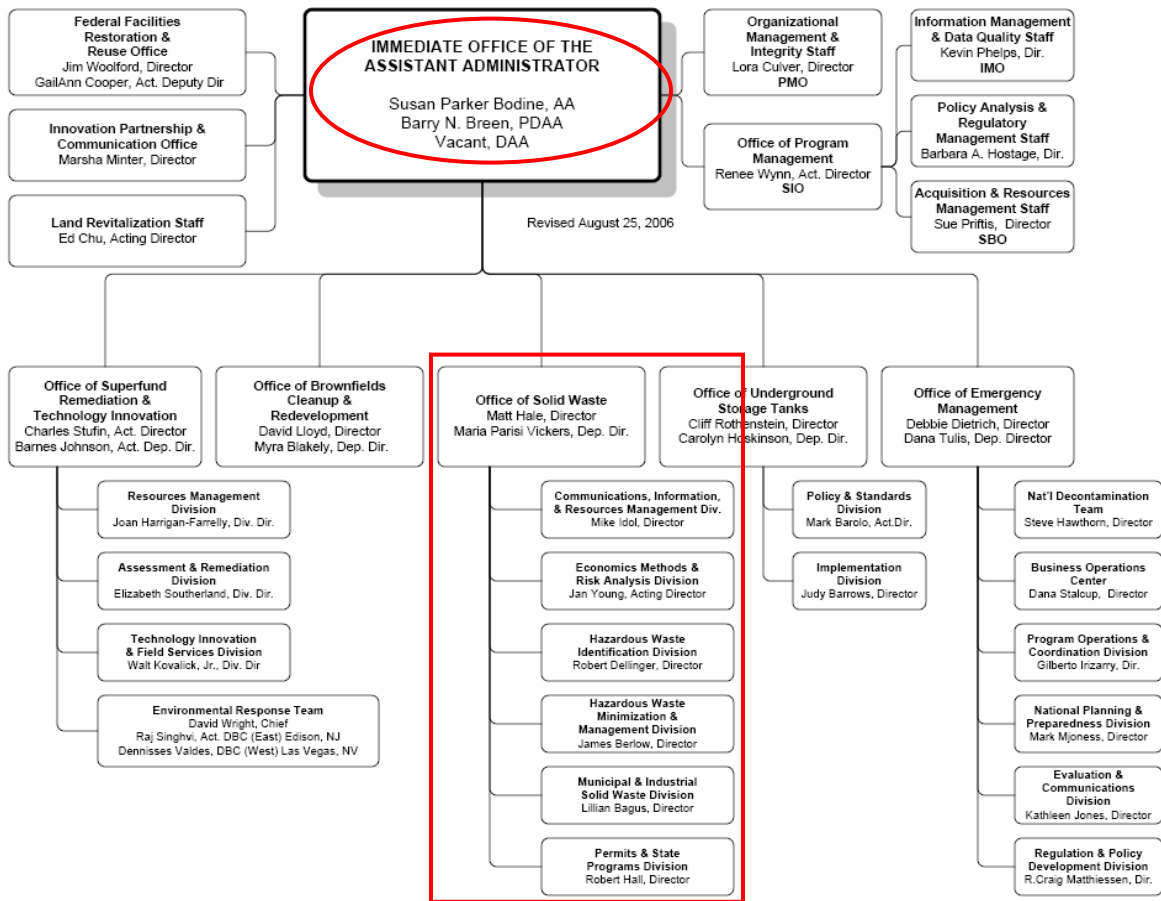 Federal Facilities
Restoration &
Reuse Office
Jim Woolford, Director
GailAnn Cooper, Act. Deputy Dir
Innovation Partnership &
Communication Office
Marsha Minter, Director
Land Revitalization Staff
Ed Chu, Acting Director
IMMEDIATE OFFICE OF THE
ASSISTANT ADMINISTRATOR
Susan Parker Bodine, AA
Barry N. Breen, PDAA
Vacant, DAA
Revised August 25, 2006
Organizational
Management &
Integrity Staff
Lora Culver, Director
PMO
Office of Program
Management
Renee Wynn, Act. Director
SIO
Information Management
& Data Quality Staff
Kevin Phelps, Dir.
IMO
Policy Analysis &
Regulatory
Management Staff
Barbara A. Hostage, Dir.
Acquisition & Resources
Management Staff
Sue Priftis, Director
SBO
Office of Superfund
Remediation &
Technology Innovation
Charles Stufin, Act. Director
Barnes Johnson, Act. Dep. Dir.
Resources Management
Division
Joan Harrigan-Farrelly, Div. Dir.
Assessment & Remediation
Division
Elizabeth Southerland, Div. Dir.
Technology Innovation
& Field Services Division
Walt Kovalick, Jr., Div. Dir
Environmental Response Team
David Wright, Chief
Raj Singhvi, Act. DBC (East) Edison, NJ
Dennisses Valdes, DBC (West) Las Vegas, NV
Office of Brownfields
Cleanup &
Redevelopment
David Lloyd, Director
Myra Blakely, Dep. Dir.
Office of Solid Waste
Matt Hale, Director
Maria Parisi Vickers, Dep. Dir.
Communications, Information,
& Resources Management Div.
Mike Idol, Director
Economics Methods &
Risk Analysis Division
Jan Young, Acting Director
Hazardous Waste
Identification Division
Robert Dellinger, Director
Hazardous Waste
Minimization &
Management Division
James Berlow, Director
Municipal & Industrial
Solid Waste Division
Lillian Bagus, Director
Permits & State
Programs Division
Robert Hall, Director
Office of Underground
Storage Tanks
Cliff Rothenstein, Director
Carolyn Hoskinson, Dep. Dir.
Policy & Standards
Division
Mark Barolo, Act.Dir.
Implementation
Division
Judy Barrows, Director
Office of Emergency
Management
Debbie Dietrich, Director
Dana Tulis, Dep. Director
Nat'l Decontamination
Team
Steve Hawthorn, Director
Business Operations
Center
Dana Stalcup, Director
Program Operations &
Coordination Division
Gilberto Irizarry, Dir.
National Planning &
Preparedness Division
Mark Mjoness, Director
Evaluation &
Communications
Division
Kathleen Jones, Director
Regulation & Policy
Development Division
R.Craig Matthiessen, Dir.